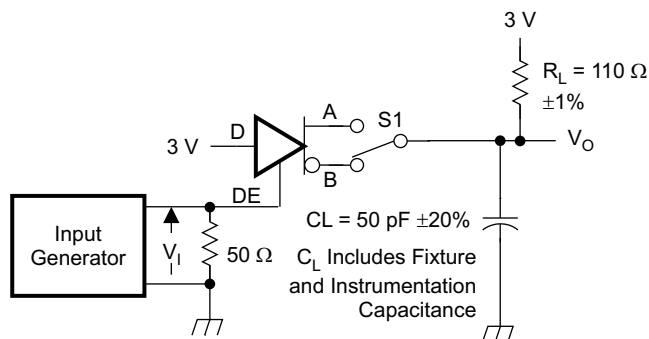 3 V
R_L = 110 Ω
±1%
A
S1
D
3 V
V_O
B
DE
CL = 50 pF ±20%
Input
Generator
V_I
50 Ω
C_L Includes Fixture
and Instrumentation
Capacitance